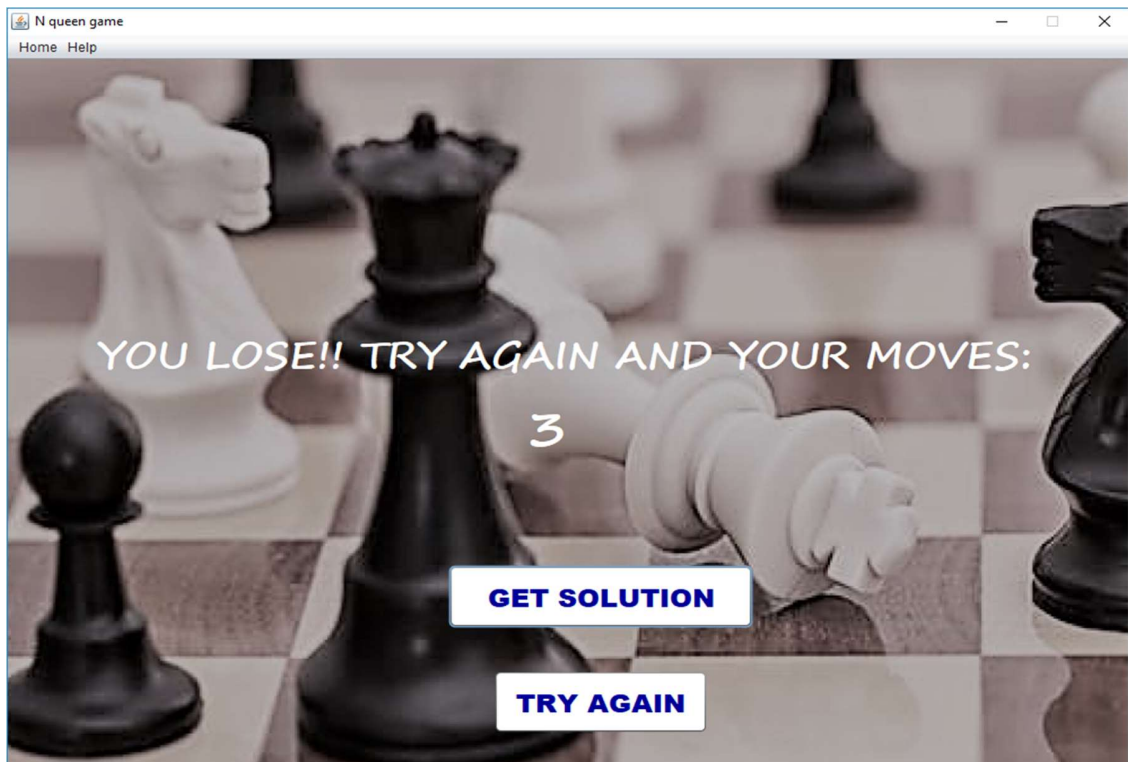 N queen game
Home Help
YOU LOSE!! TRY AGAIN AND YOUR MOVES:
3
GET SOLUTION
TRY AGAIN